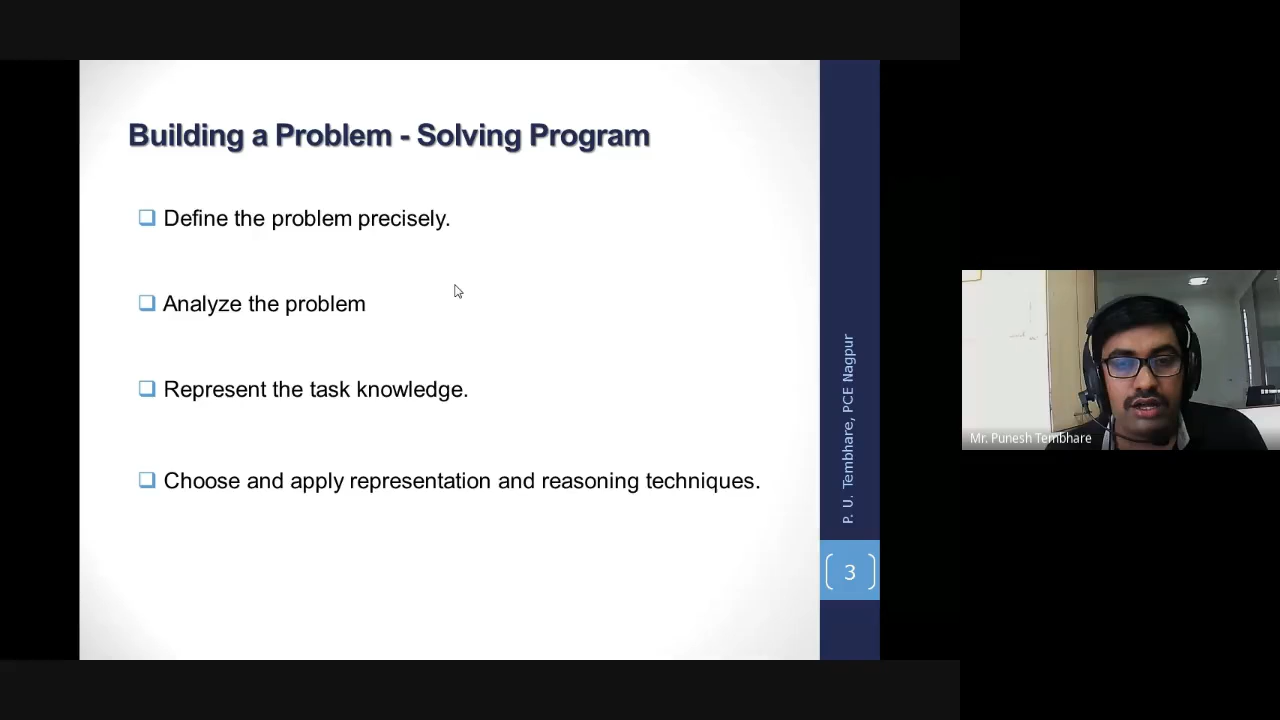 Building a Problem - Solving Program
Define the problem precisely.
Analyze the problem
Represent the task knowledge.
Choose and apply representation and reasoning techniques.
P. U. Tembhare, PCE Nagpur
3
Mr. Punesh Tembhare